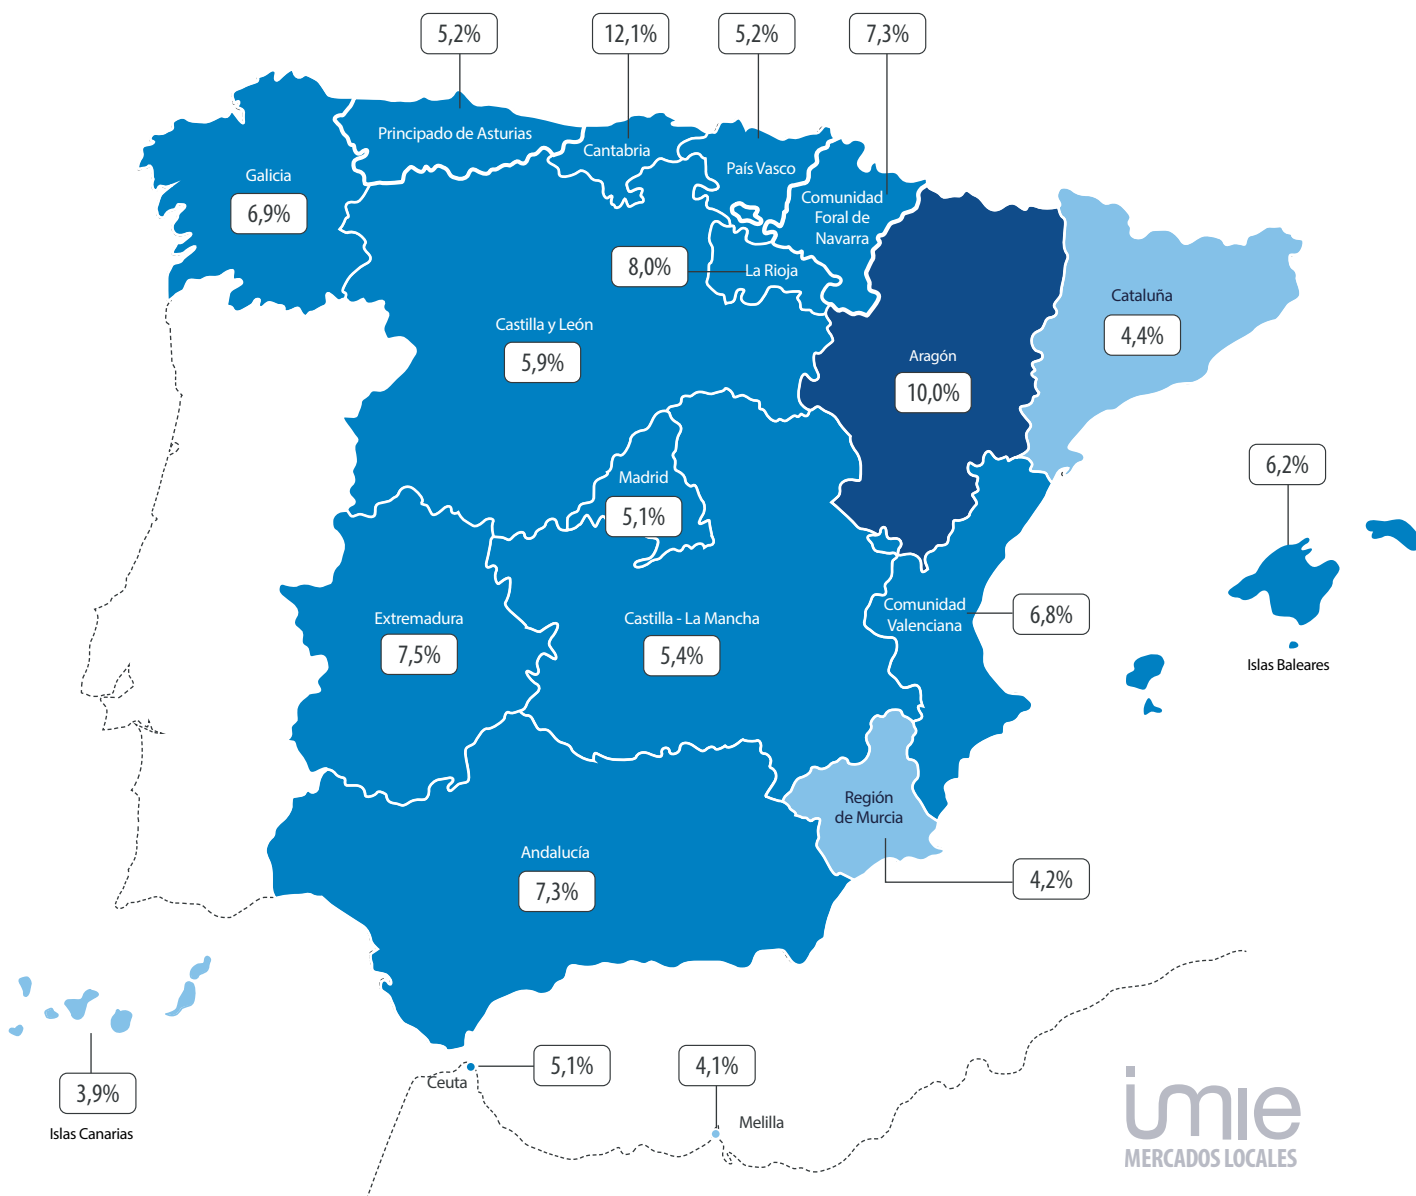 5,2%
12,1%
5,2%
7,3%
Principado de Asturias
Cantabria
País Vasco
Galicia
6,9%
Comunidad
Foral de
Navarra
8,0%
La Rioja
Cataluña
4,4%
Castilla y León
5,9%
Aragón
10,0%
Madrid
5,1%
6,2%
Islas Baleares
Extremadura
7,5%
Castilla - La Mancha
5,4%
Comunidad
Valenciana
6,8%
Región
de Murcia
4,2%
Andalucía
7,3%
3,9%
Islas Canarias
Ceuta
5,1%
4,1%
Melilla
imie
MERCADOS LOCALES